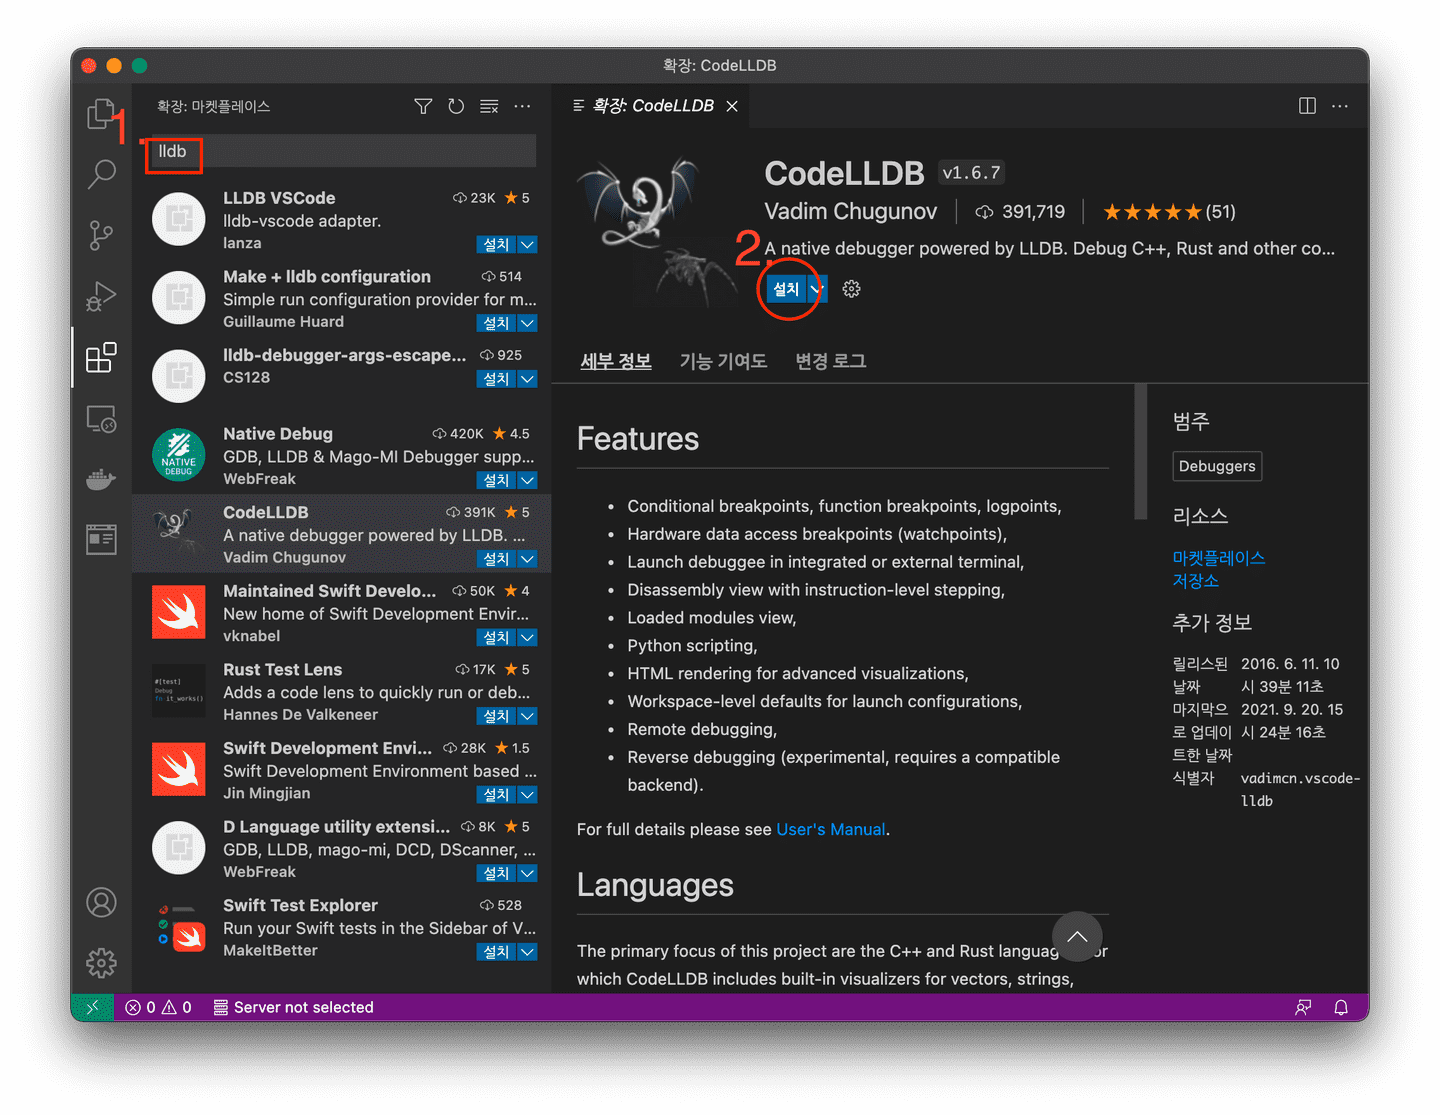 확장: CodeLLDB
확장: 마켓플레이스
1.
lldb
LLDB VSCode 23K 5
lldb-vscode adapter.
lanza 설치
Make + lldb configuration 514
Simple run configuration provider for m...
Guillaume Huard 설치
lldb-debugger-args-escape... 925
CS128 설치
NATIVE
DEBUG
Native Debug 420K 4.5
GDB, LLDB & Mago-MI Debugger supp...
WebFreak 설치
CodeLLDB 391K 5
A native debugger powered by LLDB. ...
Vadim Chugunov 설치
Maintained Swift Develo... 50K 4
New home of Swift Development Envir...
vknabel 설치
#[test]
Debug
fn it_works()
Rust Test Lens 17K 5
Adds a code lens to quickly run or deb...
Hannes De Valkeneer 설치
Swift Development Envi... 28K 1.5
Swift Development Environment based ...
Jin Mingjian 설치
D Language utility extensi... 8K 5
GDB, LLDB, mago-mi, DCD, DScanner, ...
WebFreak 설치
Swift Test Explorer 528
Run your Swift tests in the Sidebar of V...
MakeItBetter 설치
확장: CodeLLDB
CodeLLDB v1.6.7
Vadim Chugunov 391,719 (51)
2.
A native debugger powered by LLDB. Debug C++, Rust and other co...
설치
세부 정보 기능 기여도 변경 로그
Features
• Conditional breakpoints, function breakpoints, logpoints,
• Hardware data access breakpoints (watchpoints),
• Launch debuggee in integrated or external terminal,
• Disassembly view with instruction-level stepping,
• Loaded modules view,
• Python scripting,
• HTML rendering for advanced visualizations,
• Workspace-level defaults for launch configurations,
• Remote debugging,
• Reverse debugging (experimental, requires a compatible
backend).
For full details please see User's Manual.
Languages
The primary focus of this project are the C++ and Rust languag or
which CodeLLDB includes built-in visualizers for vectors, strings,
범주
Debuggers
리소스
마켓플레이스
저장소
추가 정보
릴리스된 2016. 6. 11. 10
날짜 시 39분 11초
마지막으 2021. 9. 20. 15
로 업데이 시 24분 16초
트한 날짜
식별자 vadimcn.vscode-
lldb
0 0 Server not selected